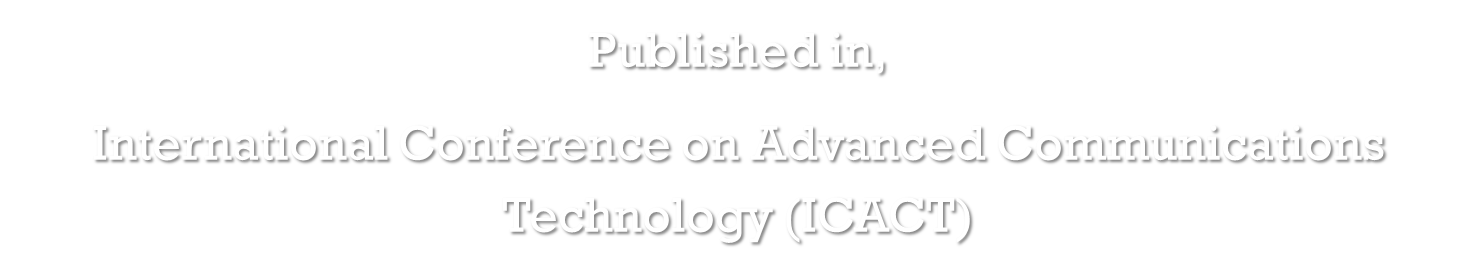 Published in,
International Conference on Advanced Communications
Technology (ICACT)